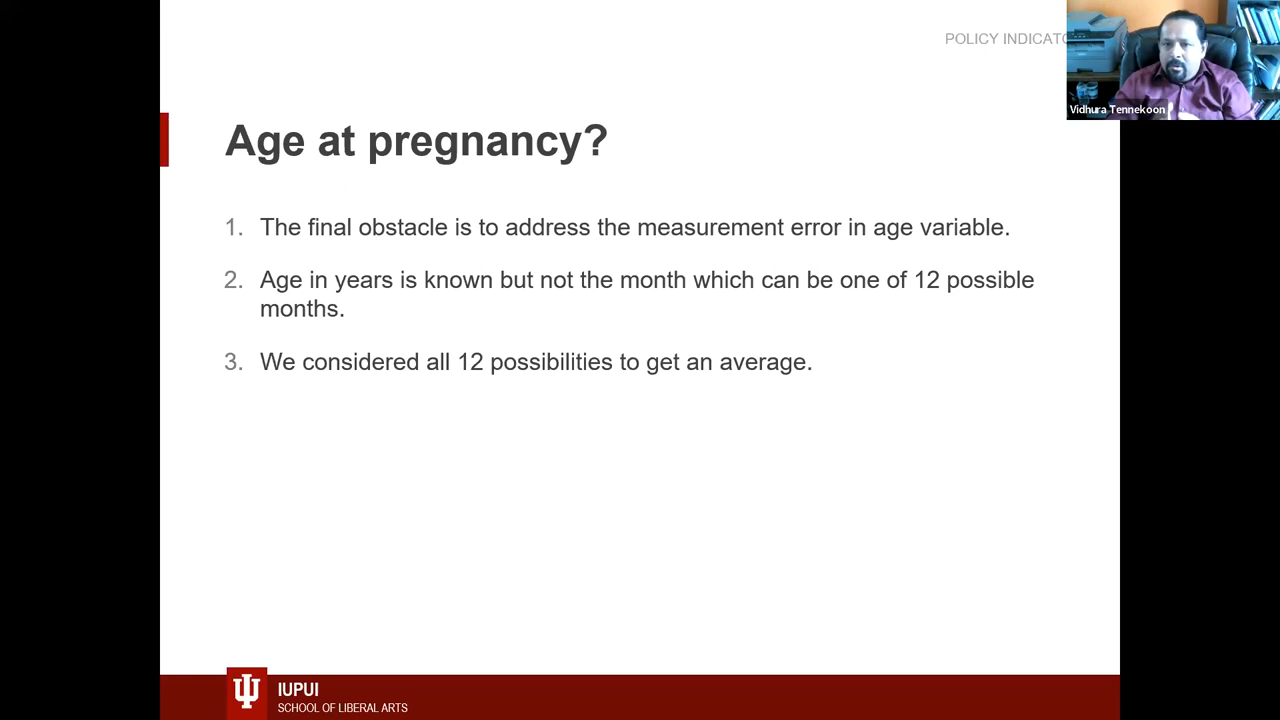 POLICY INDICATO
Vidhura Tennekoon
Age at pregnancy?
1. The final obstacle is to address the measurement error in age variable.
2. Age in years is known but not the month which can be one of 12 possible
months.
3. We considered all 12 possibilities to get an average.
IUPUI
SCHOOL OF LIBERAL ARTS